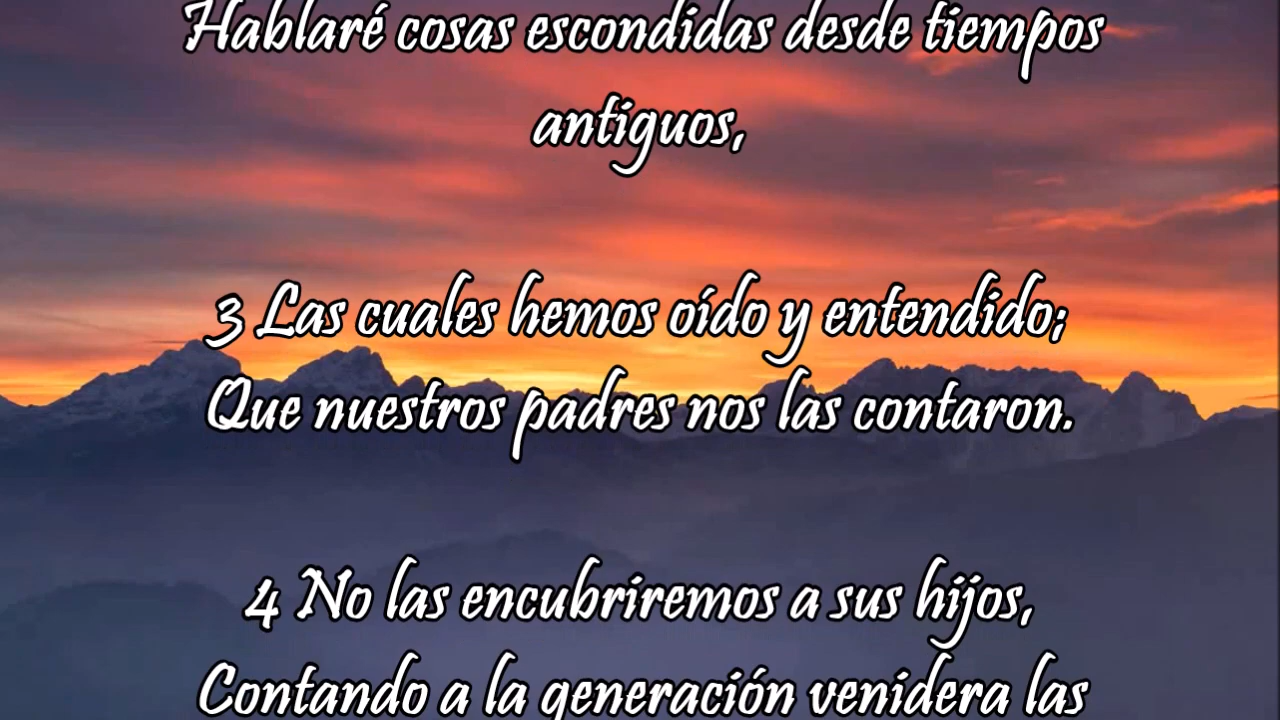 Hablaré cosas escondidas desde tiempos
antiguos,
3 Las cuales hemos oído y entendido;
Que nuestros padres nos las contaron.
4 No las encubriremos a sus hijos,
Contando a la generación venidera las